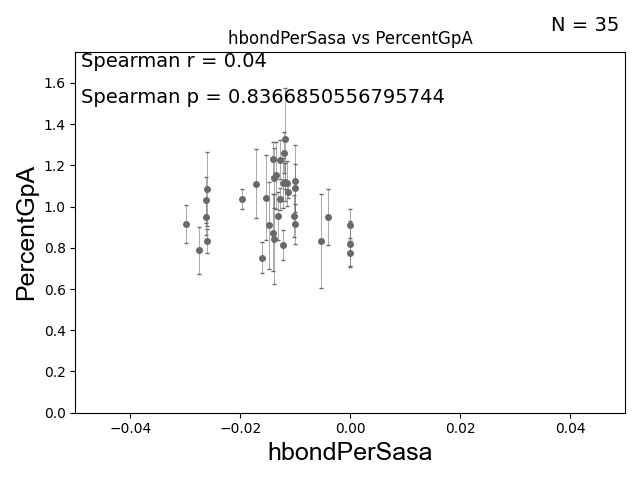 N = 35
hbondPerSasa vs PercentGpA
Spearman r = 0.04
Spearman p = 0.8366850556795744
PercentGpA
1.6
1.4
1.2
1.0
0.8
0.6
0.4
0.2
0.0
−0.04 −0.02 0.00 0.02 0.04
hbondPerSasa